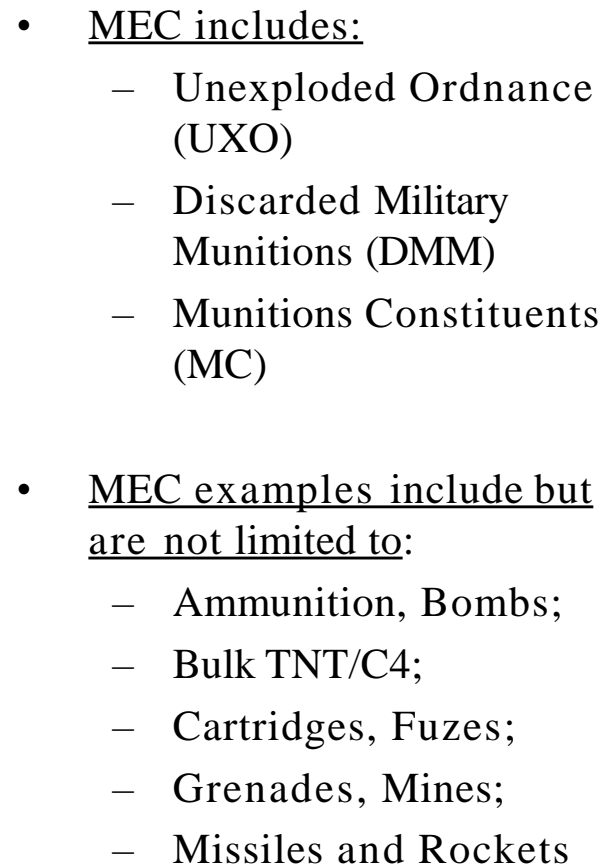 • MEC includes:
– Unexploded Ordnance
(UXO)
– Discarded Military
Munitions (DMM)
– Munitions Constituents
(MC)
• MEC examples include but
are not limited to:
– Ammunition, Bombs;
– Bulk TNT/C4;
– Cartridges, Fuzes;
– Grenades, Mines;
– Missiles and Rockets